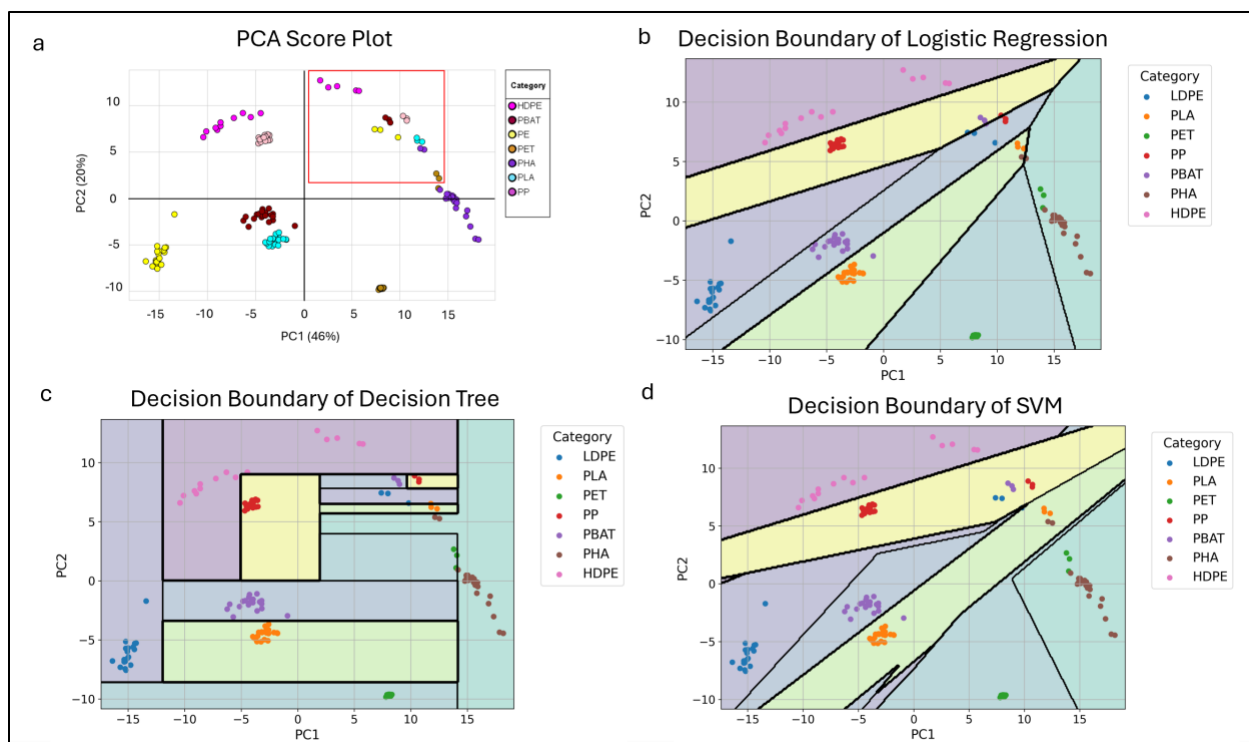 a
PCA Score Plot
10
5
0
-5
-10
-15
-10
-5
0
5
10
15
PC2 (20%)
PC1 (46%)
Category
HDPE
PBAT
PE
PET
PHA
PLA
PP
b
Decision Boundary of Logistic Regression
10
5
0
−5
−10
−15
−10
−5
0
5
10
15
PC2
PC1
Category
LDPE
PLA
PET
PP
PBAT
PHA
HDPE
c
Decision Boundary of Decision Tree
10
5
0
−5
−10
−15
−10
−5
0
5
10
15
PC2
PC1
Category
LDPE
PLA
PET
PP
PBAT
PHA
HDPE
d
Decision Boundary of SVM
10
5
0
−5
−10
−15
−10
−5
0
5
10
15
PC2
PC1
Category
LDPE
PLA
PET
PP
PBAT
PHA
HDPE